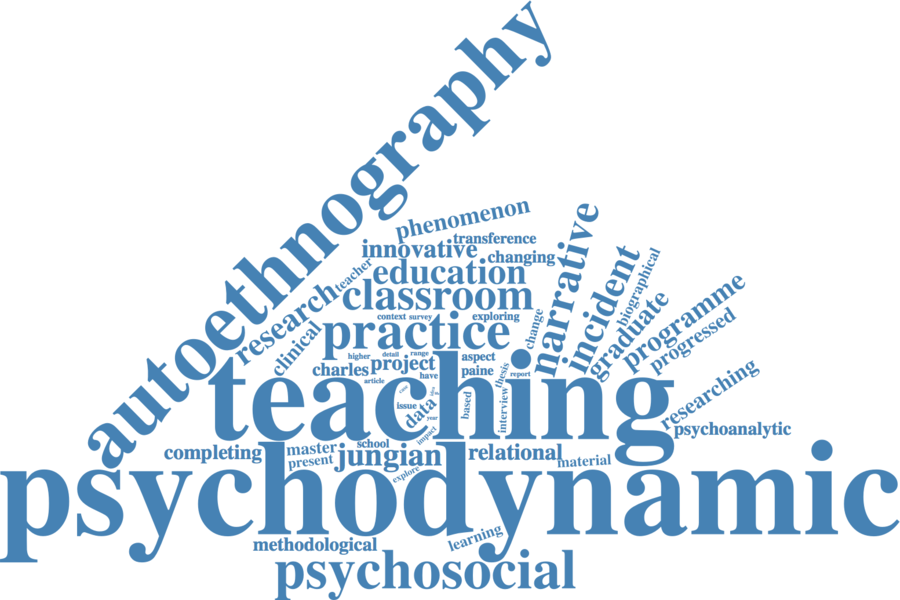 autoethnography
phenomenon
transference
innovative
changing
teacher
education
research
classroom
context
survey
exploring
clinical
practice
change
narrative
incident
biographical
graduate
programme
progressed
higher
detail
range
aspect
charles
project
have
paine
thesis
report
article
teaching
case
issue
data
year
based
interview
impact
researching
psychoanalytic
completing
master
school
present
jungian
relational
material
explore
psychodynamic
methodological
learning
psychosocial